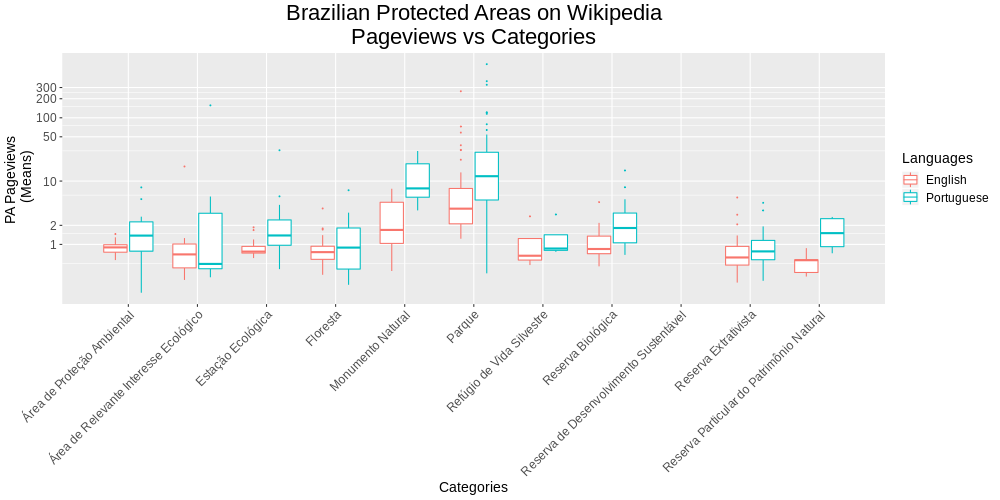 Brazilian Protected Areas on Wikipedia
Pageviews vs Categories
PA Pageviews
(Means)
300
200
100
50
10
2
1
Área de Proteção Ambiental
Área de Relevante Interesse Ecológico
Estação Ecológica
Floresta
Monumento Natural
Parque
Refúgio de Vida Silvestre
Reserva Biológica
Reserva de Desenvolvimento Sustentável
Reserva Extrativista
Reserva Particular do Patrimônio Natural
Categories
Languages
English
Portuguese